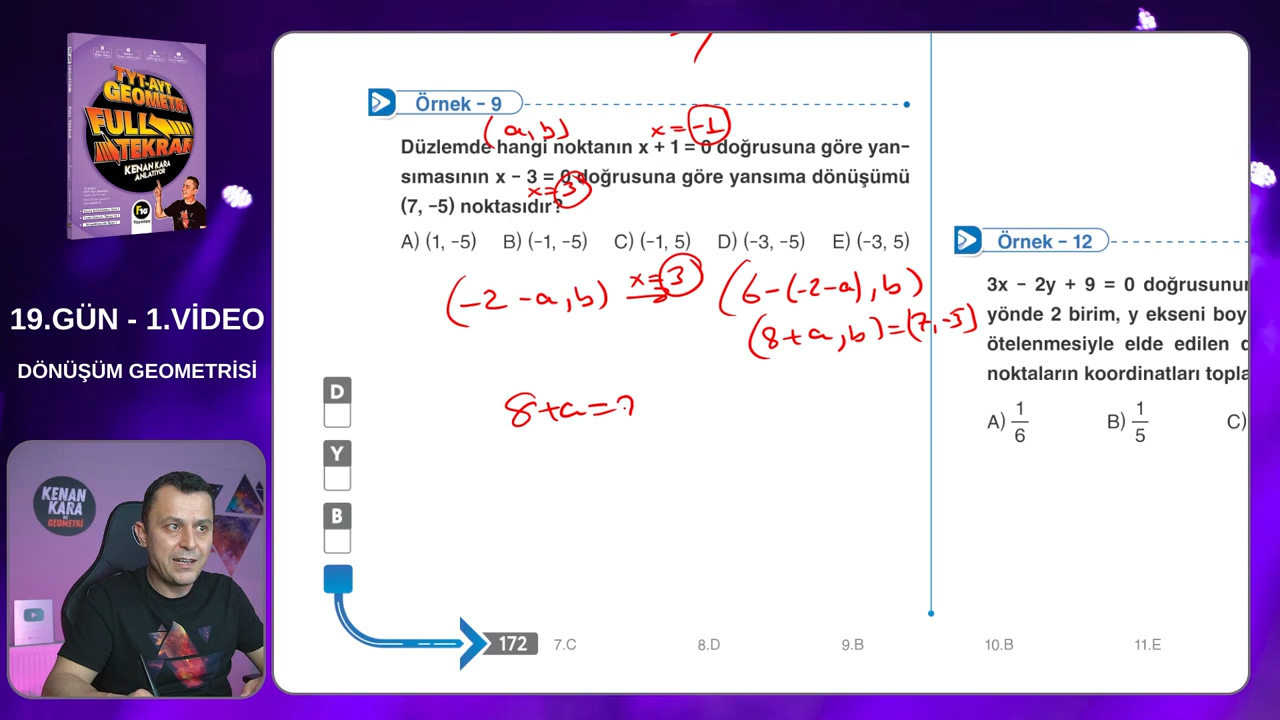 TYT-AYT
GEOMETRİ
FULL
TEKRAR
KENAN KARA
ANLATIYOR
19.GÜN - 1.VİDEO
DÖNÜŞÜM GEOMETRİSİ
KENAN
KARA
GEOMETRİ
Örnek - 9
(a, b) x = -1
Düzlemde hangi noktanın x + 1 = 0 doğrusuna göre yan-
sımasının x - 3 = 0 doğrusuna göre yansıma dönüşümü
x = 3
(7, -5) noktasıdır?
A) (1, -5) B) (-1, -5) C) (-1, 5) D) (-3, -5) E) (-3, 5)
(-2 -a, b) x=3 → (6-(-2-a), b)
(8+a, b)=(7,-5)
8+a=7
D
Y
B
172
7.C 8.D 9.B 10.B 11.E
Örnek - 12
3x - 2y + 9 = 0 doğrusunu
yönde 2 birim, y ekseni boy
ötelenmesiyle elde edilen d
noktaların koordinatları topla
A) 1/6 B) 1/5 C)